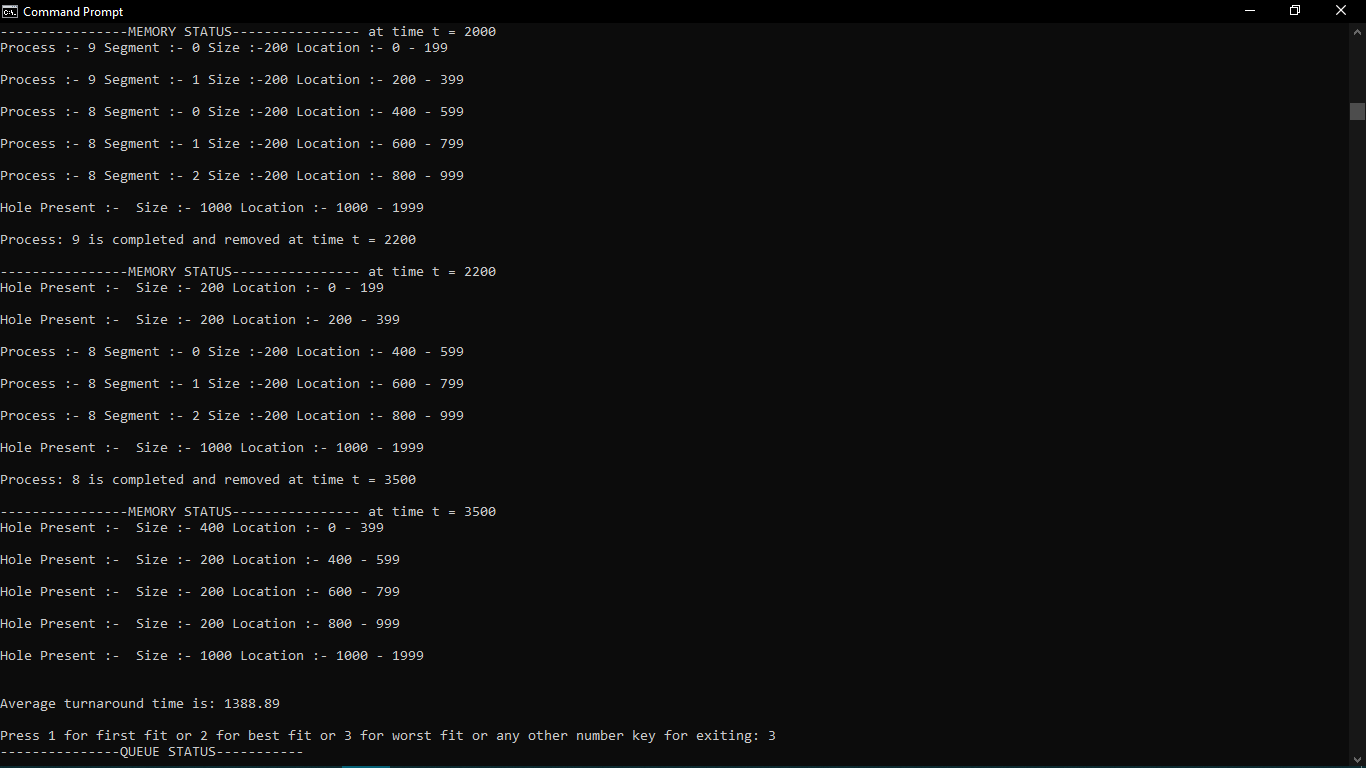 Command Prompt
----------------MEMORY STATUS---------------- at time t = 2000
Process :- 9 Segment :- 0 Size :-200 Location :- 0 - 199
Process :- 9 Segment :- 1 Size :-200 Location :- 200 - 399
Process :- 8 Segment :- 0 Size :-200 Location :- 400 - 599
Process :- 8 Segment :- 1 Size :-200 Location :- 600 - 799
Process :- 8 Segment :- 2 Size :-200 Location :- 800 - 999
Hole Present :-  Size :- 1000 Location :- 1000 - 1999
Process: 9 is completed and removed at time t = 2200
----------------MEMORY STATUS---------------- at time t = 2200
Hole Present :-  Size :- 200 Location :- 0 - 199
Hole Present :-  Size :- 200 Location :- 200 - 399
Process :- 8 Segment :- 0 Size :-200 Location :- 400 - 599
Process :- 8 Segment :- 1 Size :-200 Location :- 600 - 799
Process :- 8 Segment :- 2 Size :-200 Location :- 800 - 999
Hole Present :-  Size :- 1000 Location :- 1000 - 1999
Process: 8 is completed and removed at time t = 3500
----------------MEMORY STATUS---------------- at time t = 3500
Hole Present :-  Size :- 400 Location :- 0 - 399
Hole Present :-  Size :- 200 Location :- 400 - 599
Hole Present :-  Size :- 200 Location :- 600 - 799
Hole Present :-  Size :- 200 Location :- 800 - 999
Hole Present :-  Size :- 1000 Location :- 1000 - 1999
Average turnaround time is: 1388.89
Press 1 for first fit or 2 for best fit or 3 for worst fit or any other number key for exiting: 3
---------------QUEUE STATUS-----------